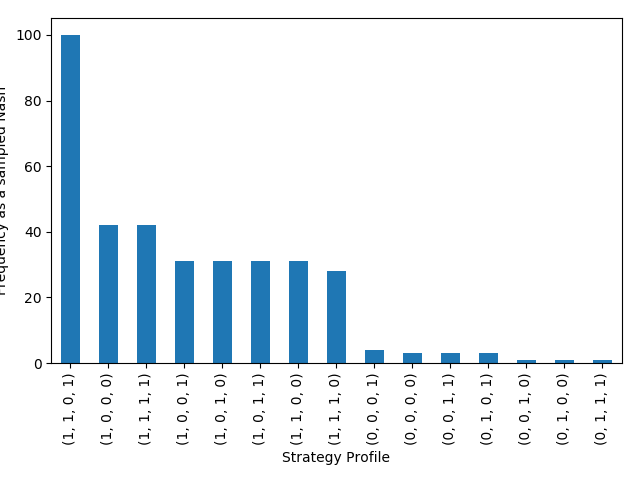 Frequency as a sampled Nash
100
80
60
40
20
0
(1, 1, 0, 1)
(1, 0, 0, 0)
(1, 1, 1, 1)
(1, 0, 0, 1)
(1, 0, 1, 0)
(1, 0, 1, 1)
(1, 1, 0, 0)
(1, 1, 1, 0)
(0, 0, 0, 1)
(0, 0, 0, 0)
(0, 0, 1, 1)
(0, 1, 0, 1)
(0, 0, 1, 0)
(0, 1, 0, 0)
(0, 1, 1, 1)
Strategy Profile